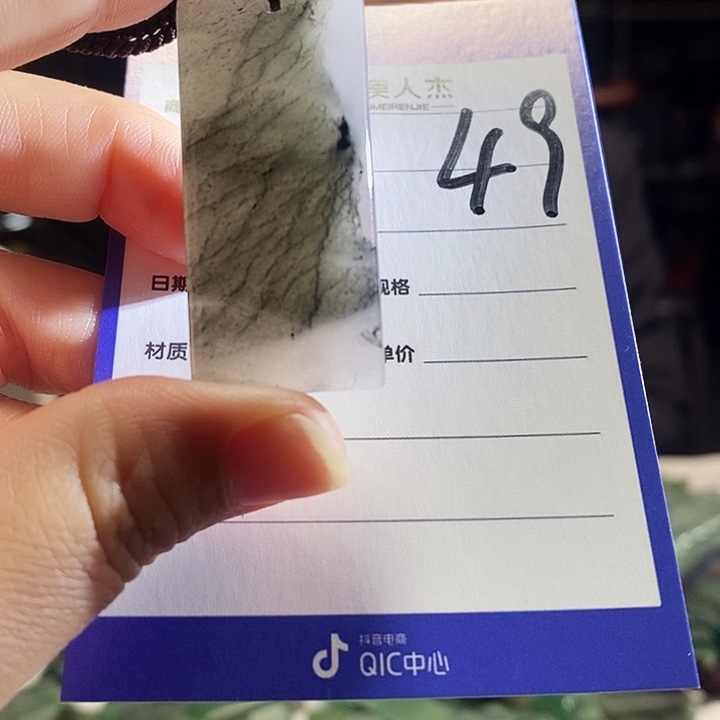 美人杰
UMEIRENJIE
49
日期
规格
材质
单价
抖音电商
QIC中心